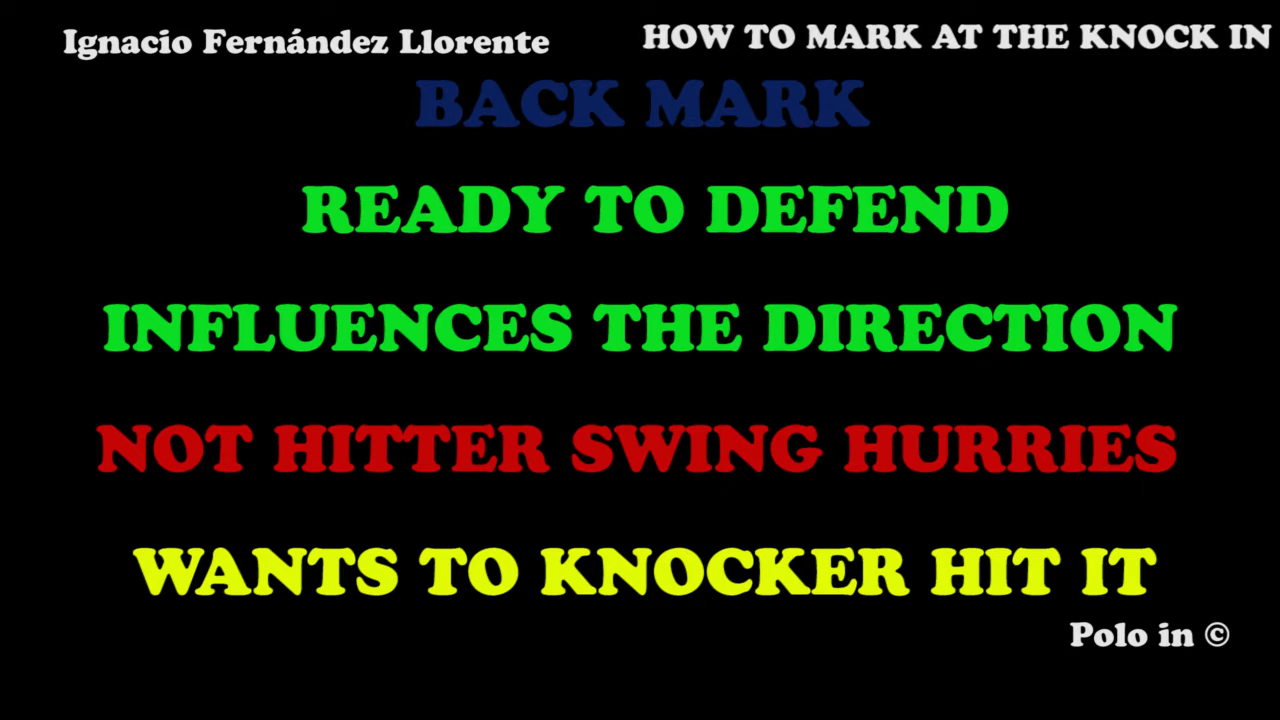 Ignacio Fernández Llorente
HOW TO MARK AT THE KNOCK IN
BACK MARK
READY TO DEFEND
INFLUENCES THE DIRECTION
NOT HITTER SWING HURRIES
WANTS TO KNOCKER HIT IT
Polo in ©